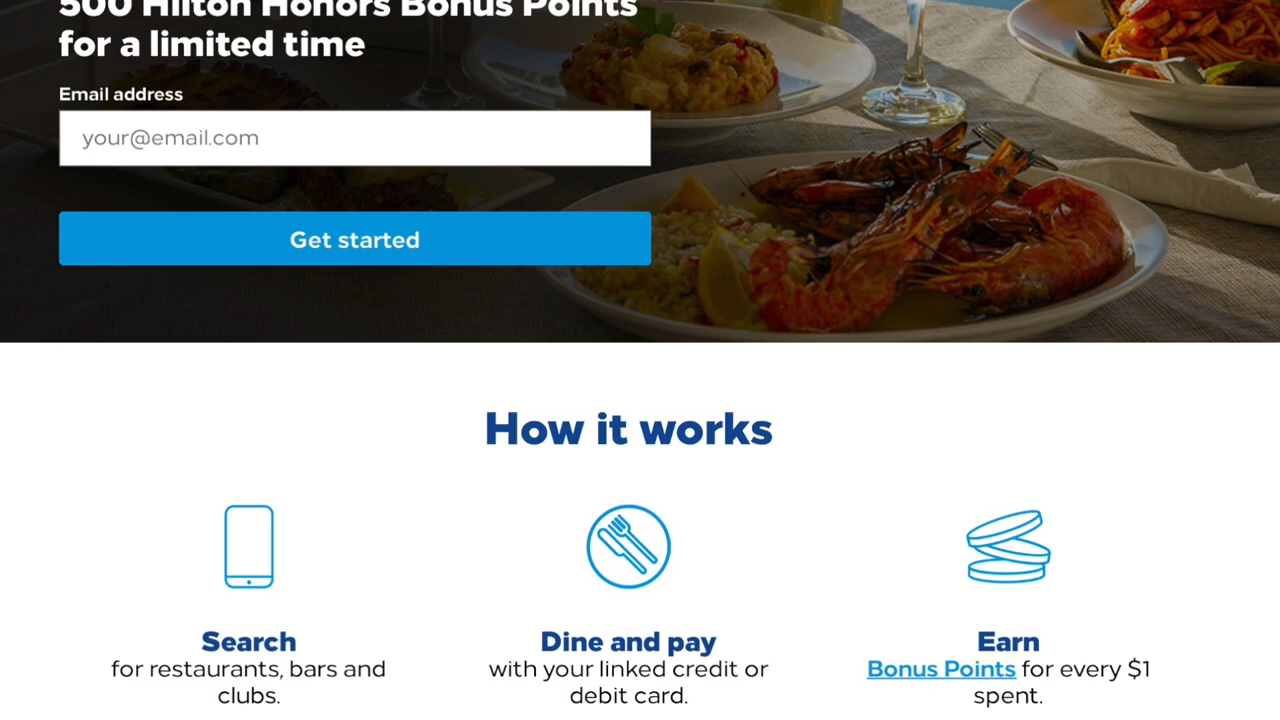 500 Hilton Honors Bonus Points
for a limited time
Email address
your@email.com
Get started
How it works
Search
for restaurants, bars and
clubs.
Dine and pay
with your linked credit or
debit card.
Earn
Bonus Points for every $1
spent.